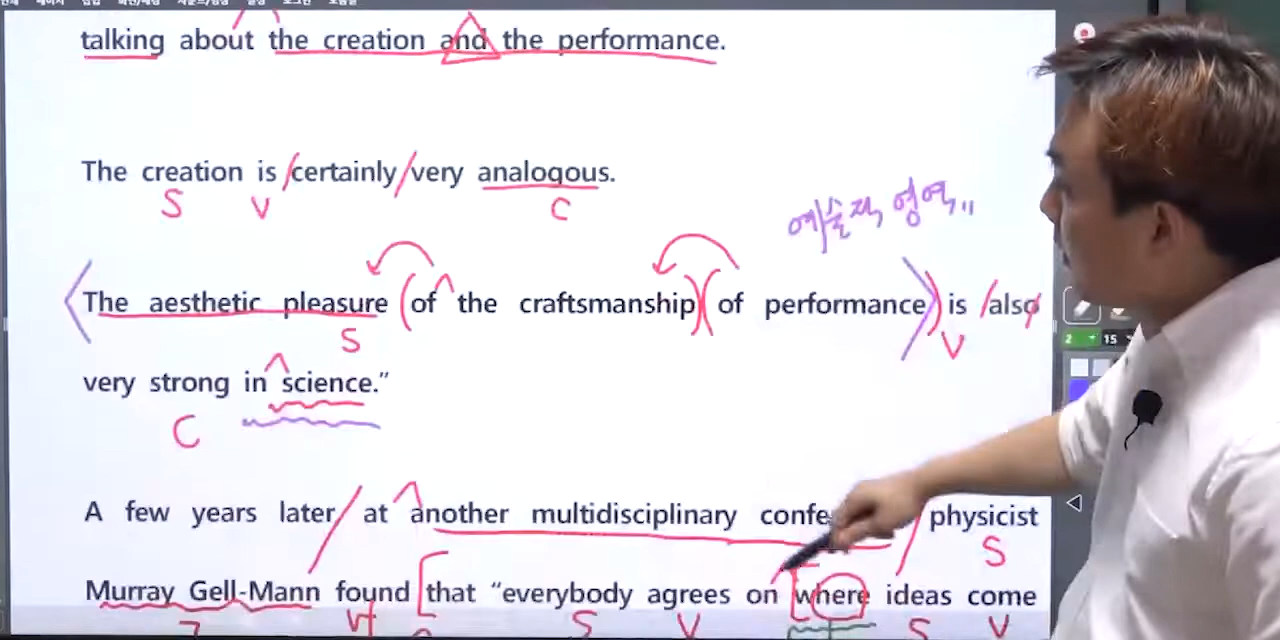 talking about the creation and the performance.
The creation is certainly very analogous.
S V C
예술적, 영역,,
The aesthetic pleasure (of the craftsmanship)(of performance) is also
S V
very strong in science.”
C
A few years later at another multidisciplinary physicist
S
Murray Gell-Mann found [that “everybody agrees on [where ideas come
S V S V
2 15